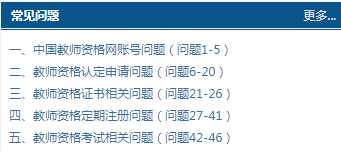 常见问题 更多...
一、中国教师资格网账号问题（问题1-5）
二、教师资格认定申请问题（问题6-20）
三、教师资格证书相关问题（问题21-26）
四、教师资格定期注册问题（问题27-41）
五、教师资格考试相关问题（问题42-46）